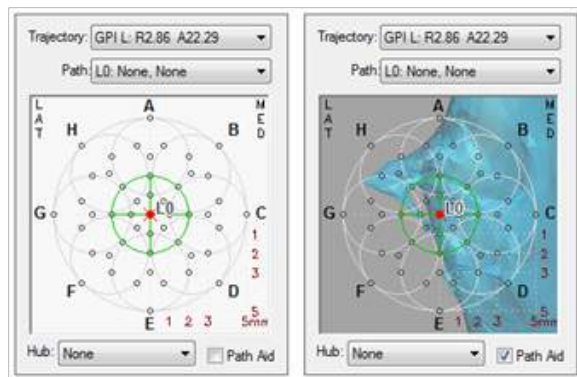 Trajectory: GPI L: R2.86 A22.29
Path: L0: None, None
L A T
A
M E D
H
B
G
L0
C
1
2
3
F
D
5
E
1 2 3 5mm
Hub: None
Path Aid
Trajectory: GPI L: R2.86 A22.29
Path: L0: None, None
L A T
A
M E D
H
B
G
L0
C
1
2
3
F
D
5
E
1 2 3 5mm
Hub: None
Path Aid